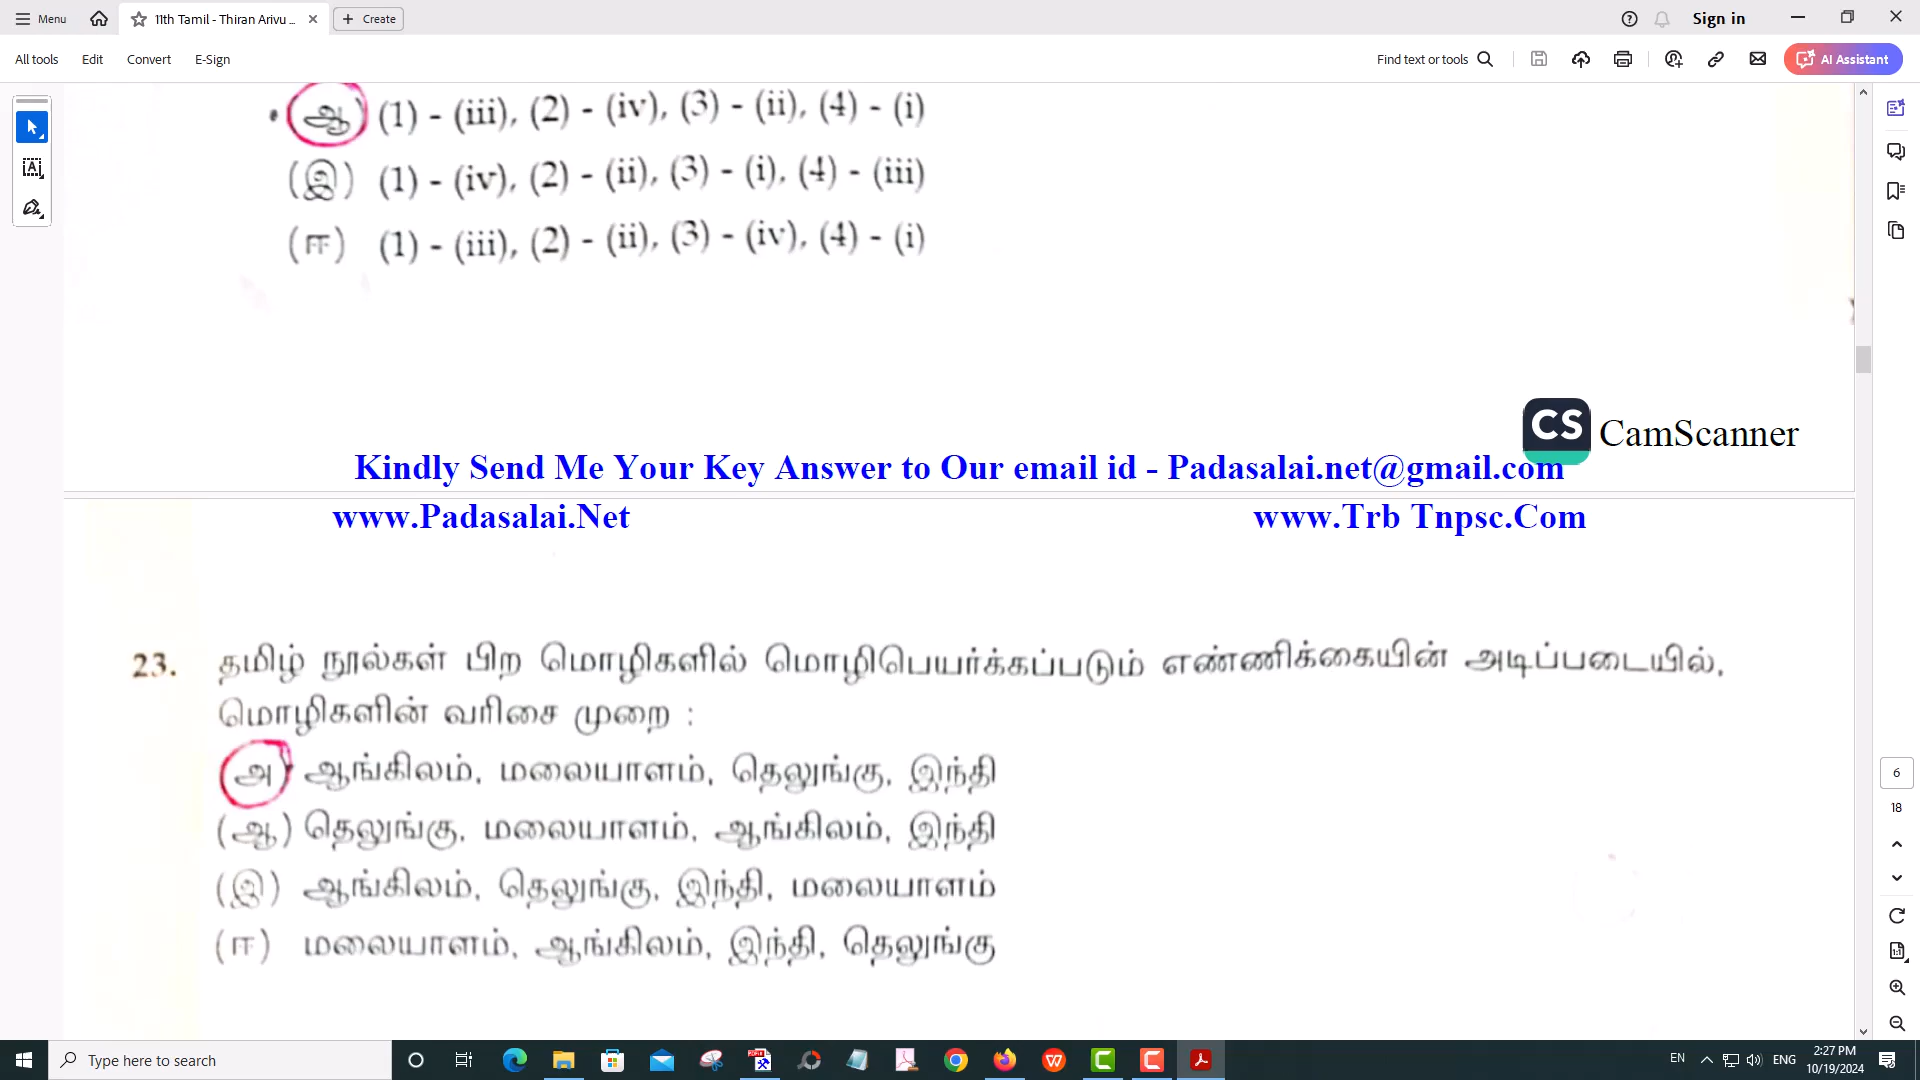 Menu 11th Tamil - Thiran Arivu ... Create Sign in
All tools Edit Convert E-Sign Find text or tools AI Assistant
ஆ) (1) - (iii), (2) - (iv), (3) - (ii), (4) - (i)
(இ) (1) - (iv), (2) - (ii), (3) - (i), (4) - (iii)
(ஈ) (1) - (iii), (2) - (ii), (3) - (iv), (4) - (i)
CS CamScanner
Kindly Send Me Your Key Answer to Our email id - Padasalai.net@gmail.com
www.Padasalai.Net www.Trb Tnpsc.Com
23. தமிழ் நூல்கள் பிற மொழிகளில் மொழிபெயர்க்கப்படும் எண்ணிக்கையின் அடிப்படையில்,
மொழிகளின் வரிசை முறை :
அ ஆங்கிலம், மலையாளம், தெலுங்கு, இந்தி
(ஆ) தெலுங்கு, மலையாளம், ஆங்கிலம், இந்தி
(இ) ஆங்கிலம், தெலுங்கு, இந்தி, மலையாளம்
(ஈ) மலையாளம், ஆங்கிலம், இந்தி, தெலுங்கு
6
18
Type here to search EN ENG 2:27 PM
10/19/2024